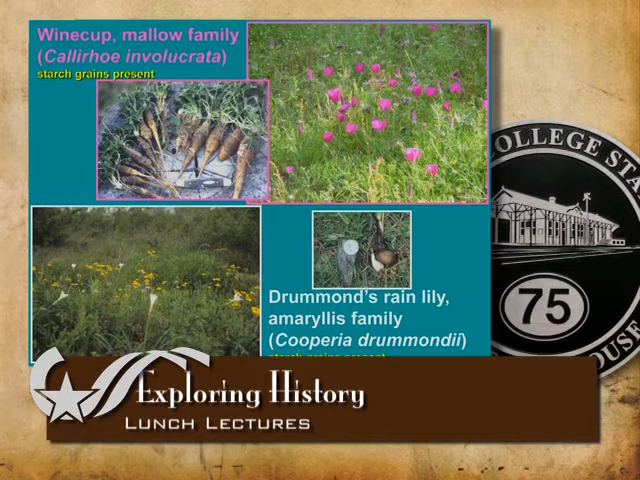 Winecup, mallow family
(Callirhoe involucrata)
starch grains present
COLLEGE STA
75
HOUSE
Drummond's rain lily,
amaryllis family
(Cooperia drummondii)
starch grains present
Exploring History
LUNCH LECTURES